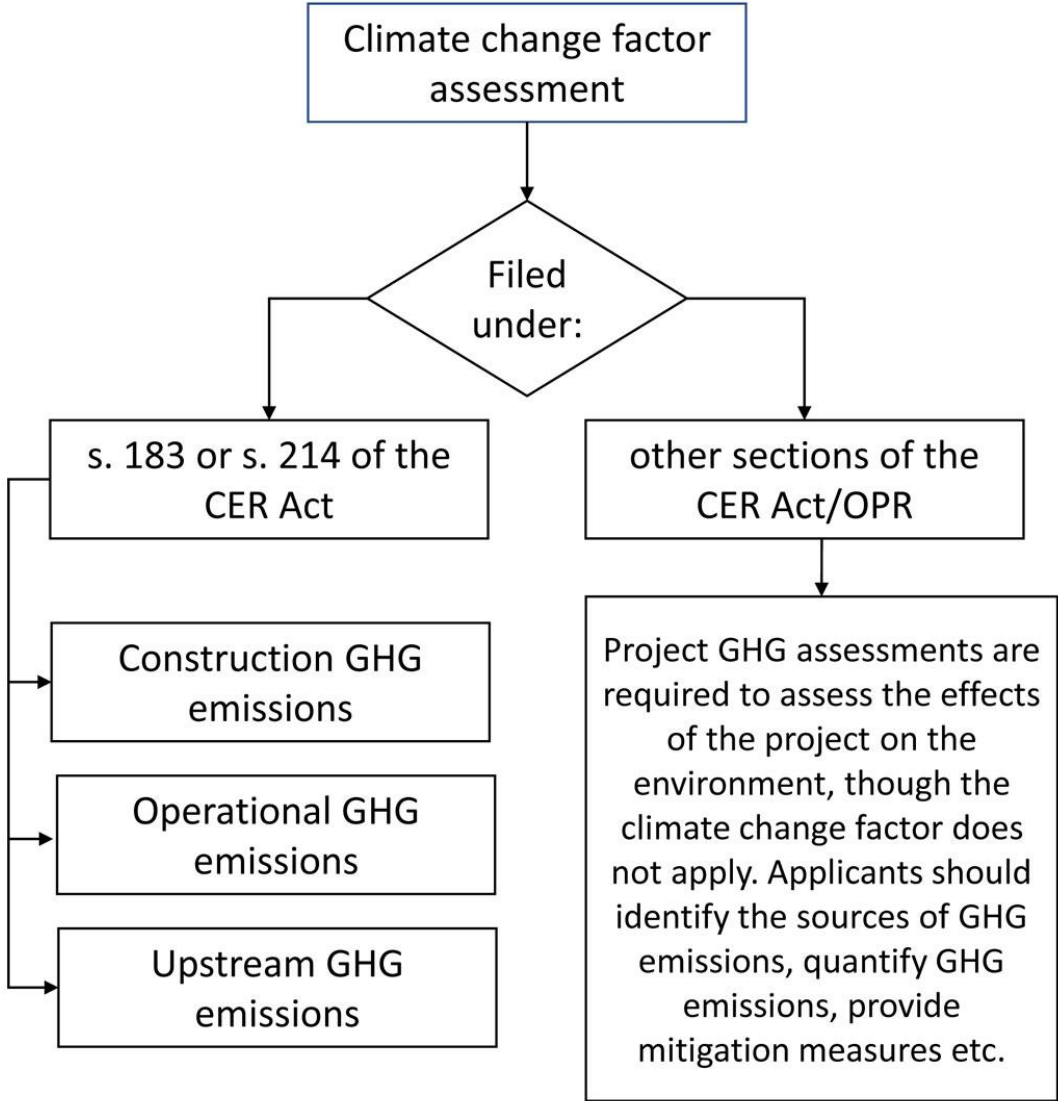 Climate change factor
assessment
Filed
under:
s. 183 or s. 214 of the
CER Act
other sections of the
CER Act/OPR
Construction GHG
emissions
Operational GHG
emissions
Upstream GHG
emissions
Project GHG assessments are
required to assess the effects
of the project on the
environment, though the
climate change factor does
not apply. Applicants should
identify the sources of GHG
emissions, quantify GHG
emissions, provide
mitigation measures etc.